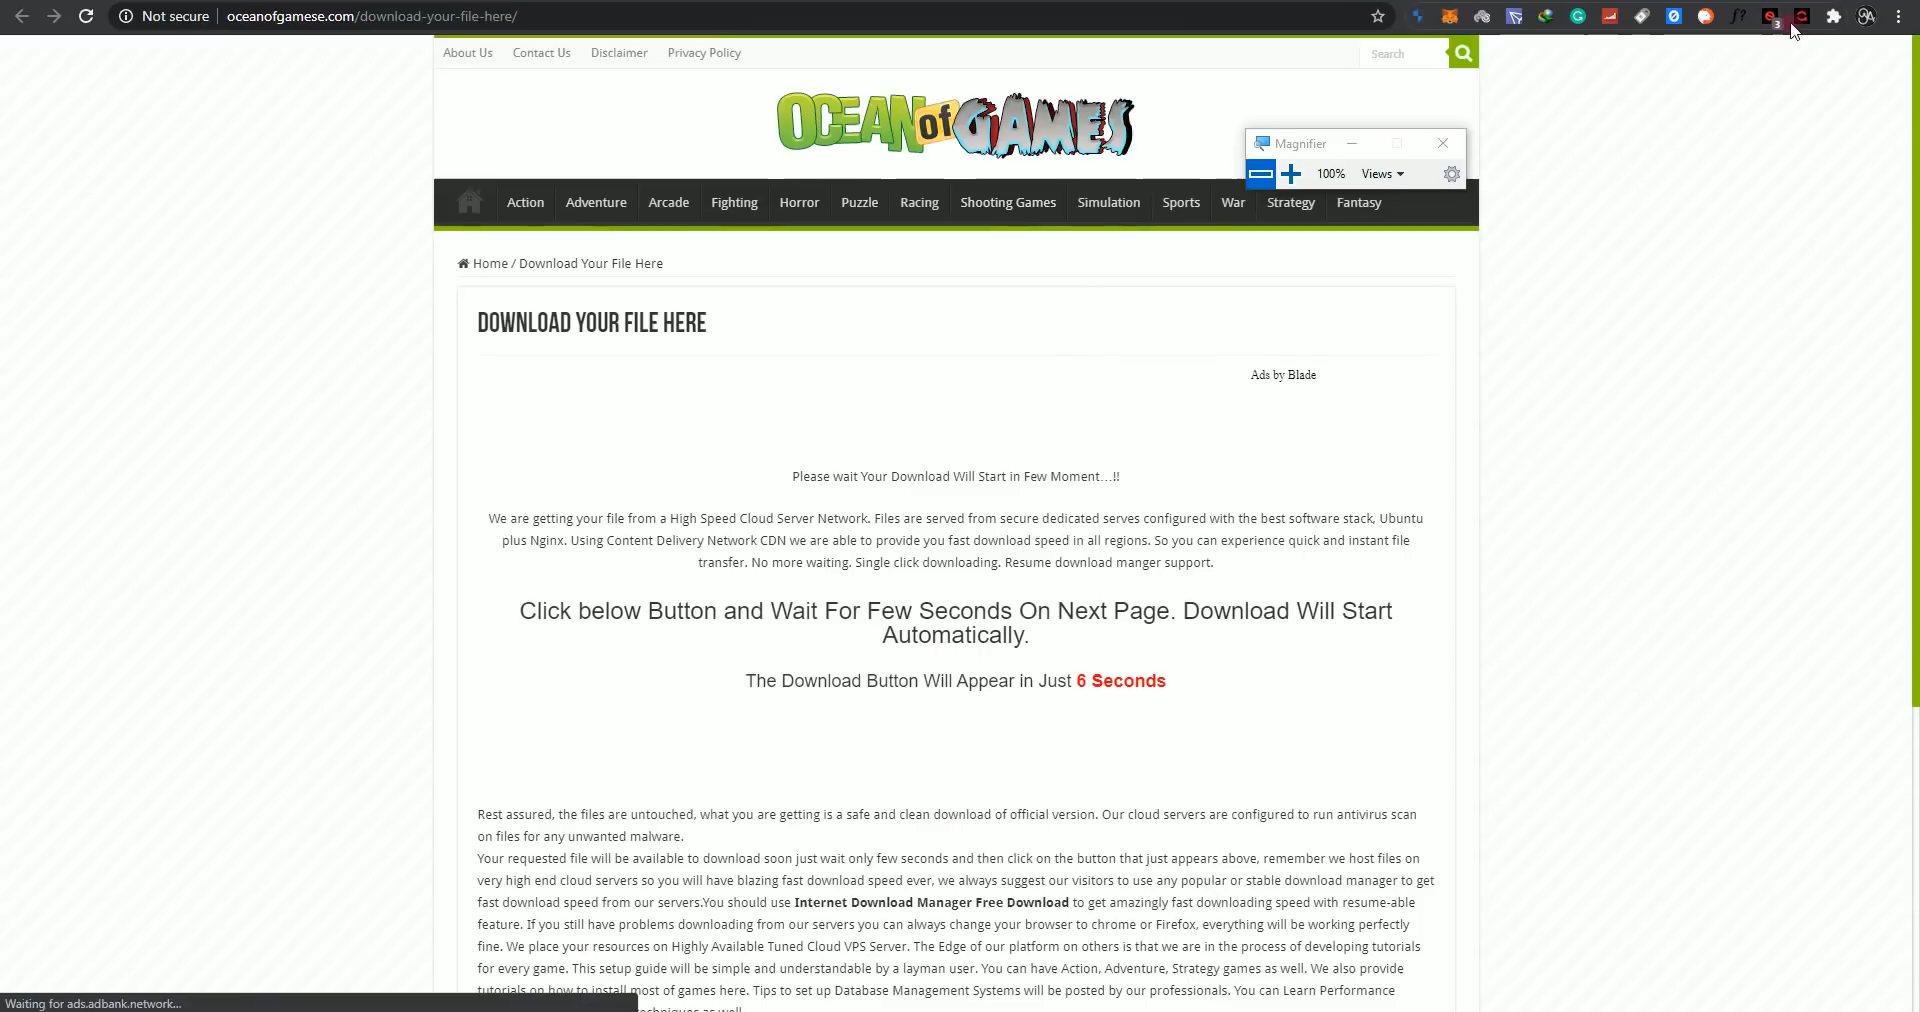 Not secure
oceanofgamese.com/download-your-file-here/
f?
3
About Us Contact Us Disclaimer Privacy Policy
Search
OCEAN of GAMES
Magnifier
100% Views
Action Adventure Arcade Fighting Horror Puzzle Racing Shooting Games Simulation Sports War Strategy Fantasy
Home / Download Your File Here
DOWNLOAD YOUR FILE HERE
Ads by Blade
Please wait Your Download Will Start in Few Moment...!!
We are getting your file from a High Speed Cloud Server Network. Files are served from secure dedicated serves configured with the best software stack, Ubuntu
plus Nginx. Using Content Delivery Network CDN we are able to provide you fast download speed in all regions. So you can experience quick and instant file
transfer. No more waiting. Single click downloading. Resume download manger support.
Click below Button and Wait For Few Seconds On Next Page. Download Will Start
Automatically.
The Download Button Will Appear in Just 6 Seconds
Rest assured, the files are untouched, what you are getting is a safe and clean download of official version. Our cloud servers are configured to run antivirus scan
on files for any unwanted malware.
Your requested file will be available to download soon just wait only few seconds and then click on the button that just appears above, remember we host files on
very high end cloud servers so you will have blazing fast download speed ever, we always suggest our visitors to use any popular or stable download manager to get
fast download speed from our servers.You should use Internet Download Manager Free Download to get amazingly fast downloading speed with resume-able
feature. If you still have problems downloading from our servers you can always change your browser to chrome or Firefox, everything will be working perfectly
fine. We place your resources on Highly Available Tuned Cloud VPS Server. The Edge of our platform on others is that we are in the process of developing tutorials
for every game. This setup guide will be simple and understandable by a layman user. You can have Action, Adventure, Strategy games as well. We also provide
tutorials on how to install most of games here. Tips to set up Database Management Systems will be posted by our professionals. You can Learn Performance
Waiting for ads.adbank.network...